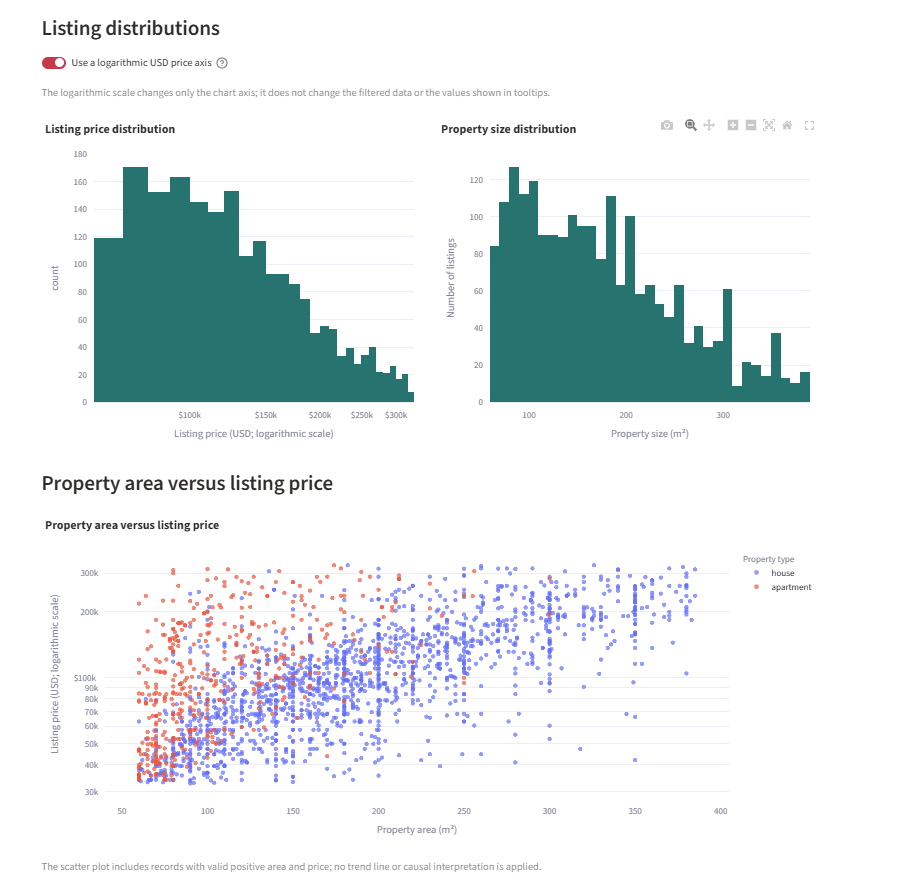 Listing distributions
Use a logarithmic USD price axis ?
The logarithmic scale changes only the chart axis; it does not change the filtered data or the values shown in tooltips.
Listing price distribution
180
160
140
120
100
80
60
40
20
0
count
$100k $150k $200k $250k $300k
Listing price (USD; logarithmic scale)
Property size distribution
120
100
80
60
40
20
0
Number of listings
100 200 300
Property size (m²)
Property area versus listing price
Property area versus listing price
300k
200k
$100k
90k
80k
70k
60k
50k
40k
30k
Listing price (USD; logarithmic scale)
50 100 150 200 250 300 350 400
Property area (m²)
Property type
house
apartment
The scatter plot includes records with valid positive area and price; no trend line or causal interpretation is applied.